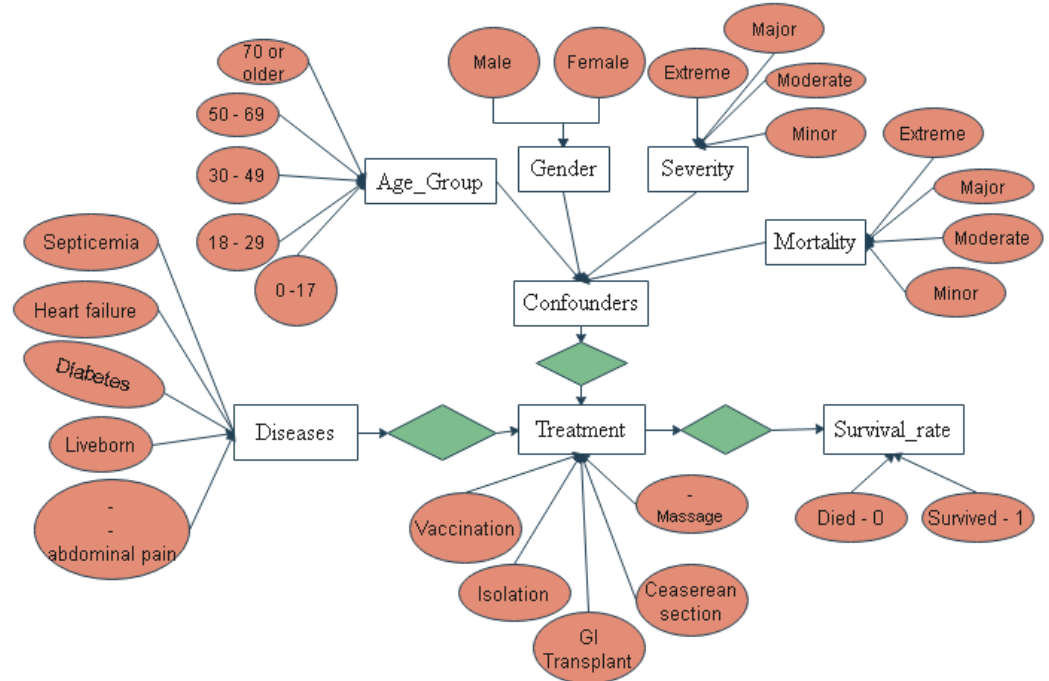 Major
70 or
older
Male
Female
Extreme
Moderate
50 - 69
Minor
Extreme
30 - 49
Age_Group
Gender
Severity
Major
18 - 29
Septicemia
Mortality
Moderate
0 -17
Minor
Heart failure
Confounders
Diabetes
Liveborn
Diseases
Treatment
Survival_rate
-
-
abdominal pain
-
Massage
Vaccination
Died - 0
Survived - 1
Isolation
Ceaserean
section
GI
Transplant